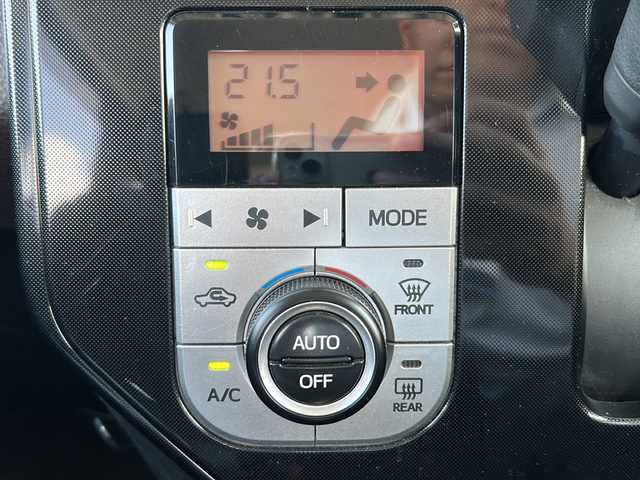 21.5
MODE
FRONT
AUTO
OFF
A/C
REAR